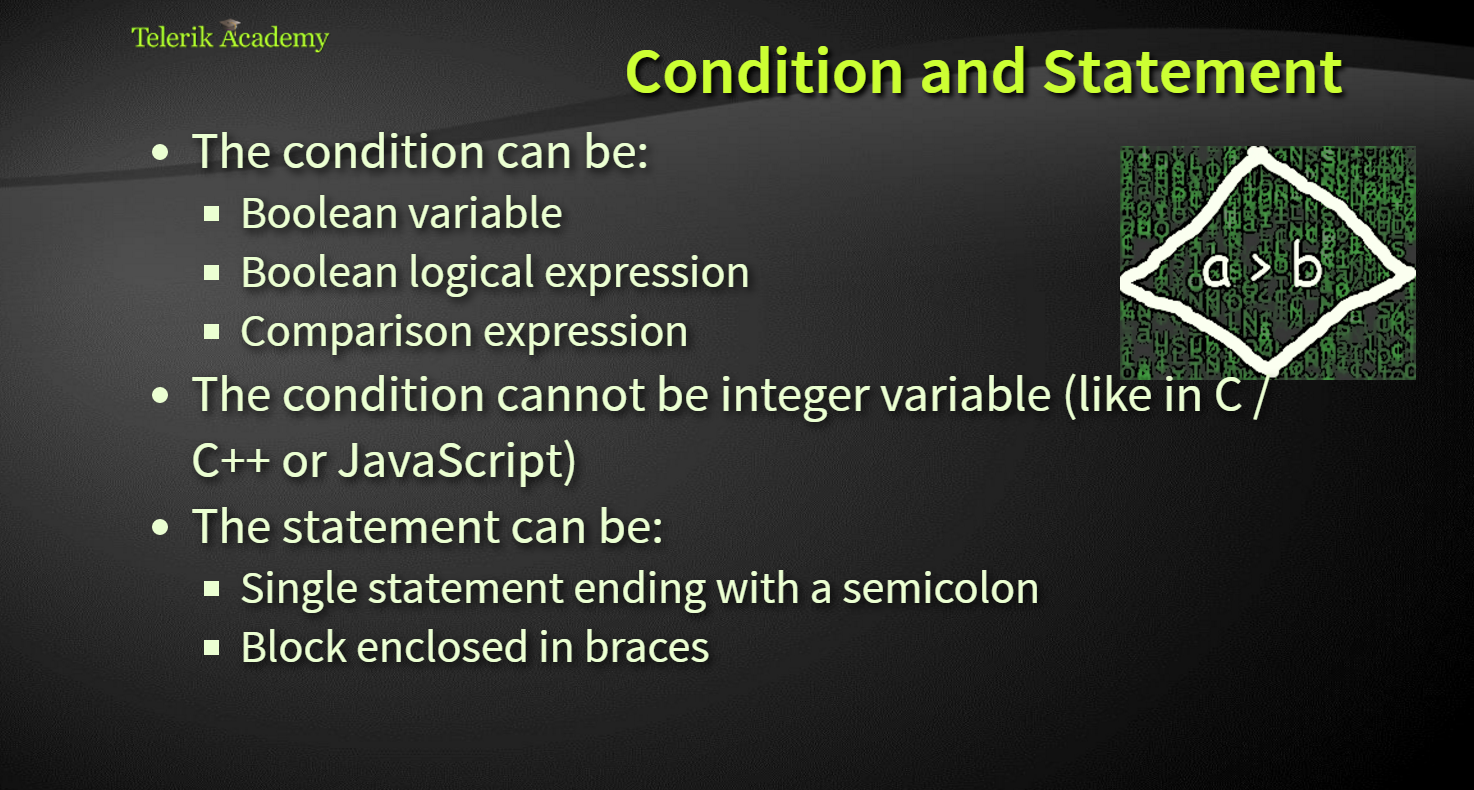 Telerik Academy
Condition and Statement
The condition can be:
Boolean variable
Boolean logical expression
Comparison expression
a > b
The condition cannot be integer variable (like in C /
C++ or JavaScript)
The statement can be:
Single statement ending with a semicolon
Block enclosed in braces